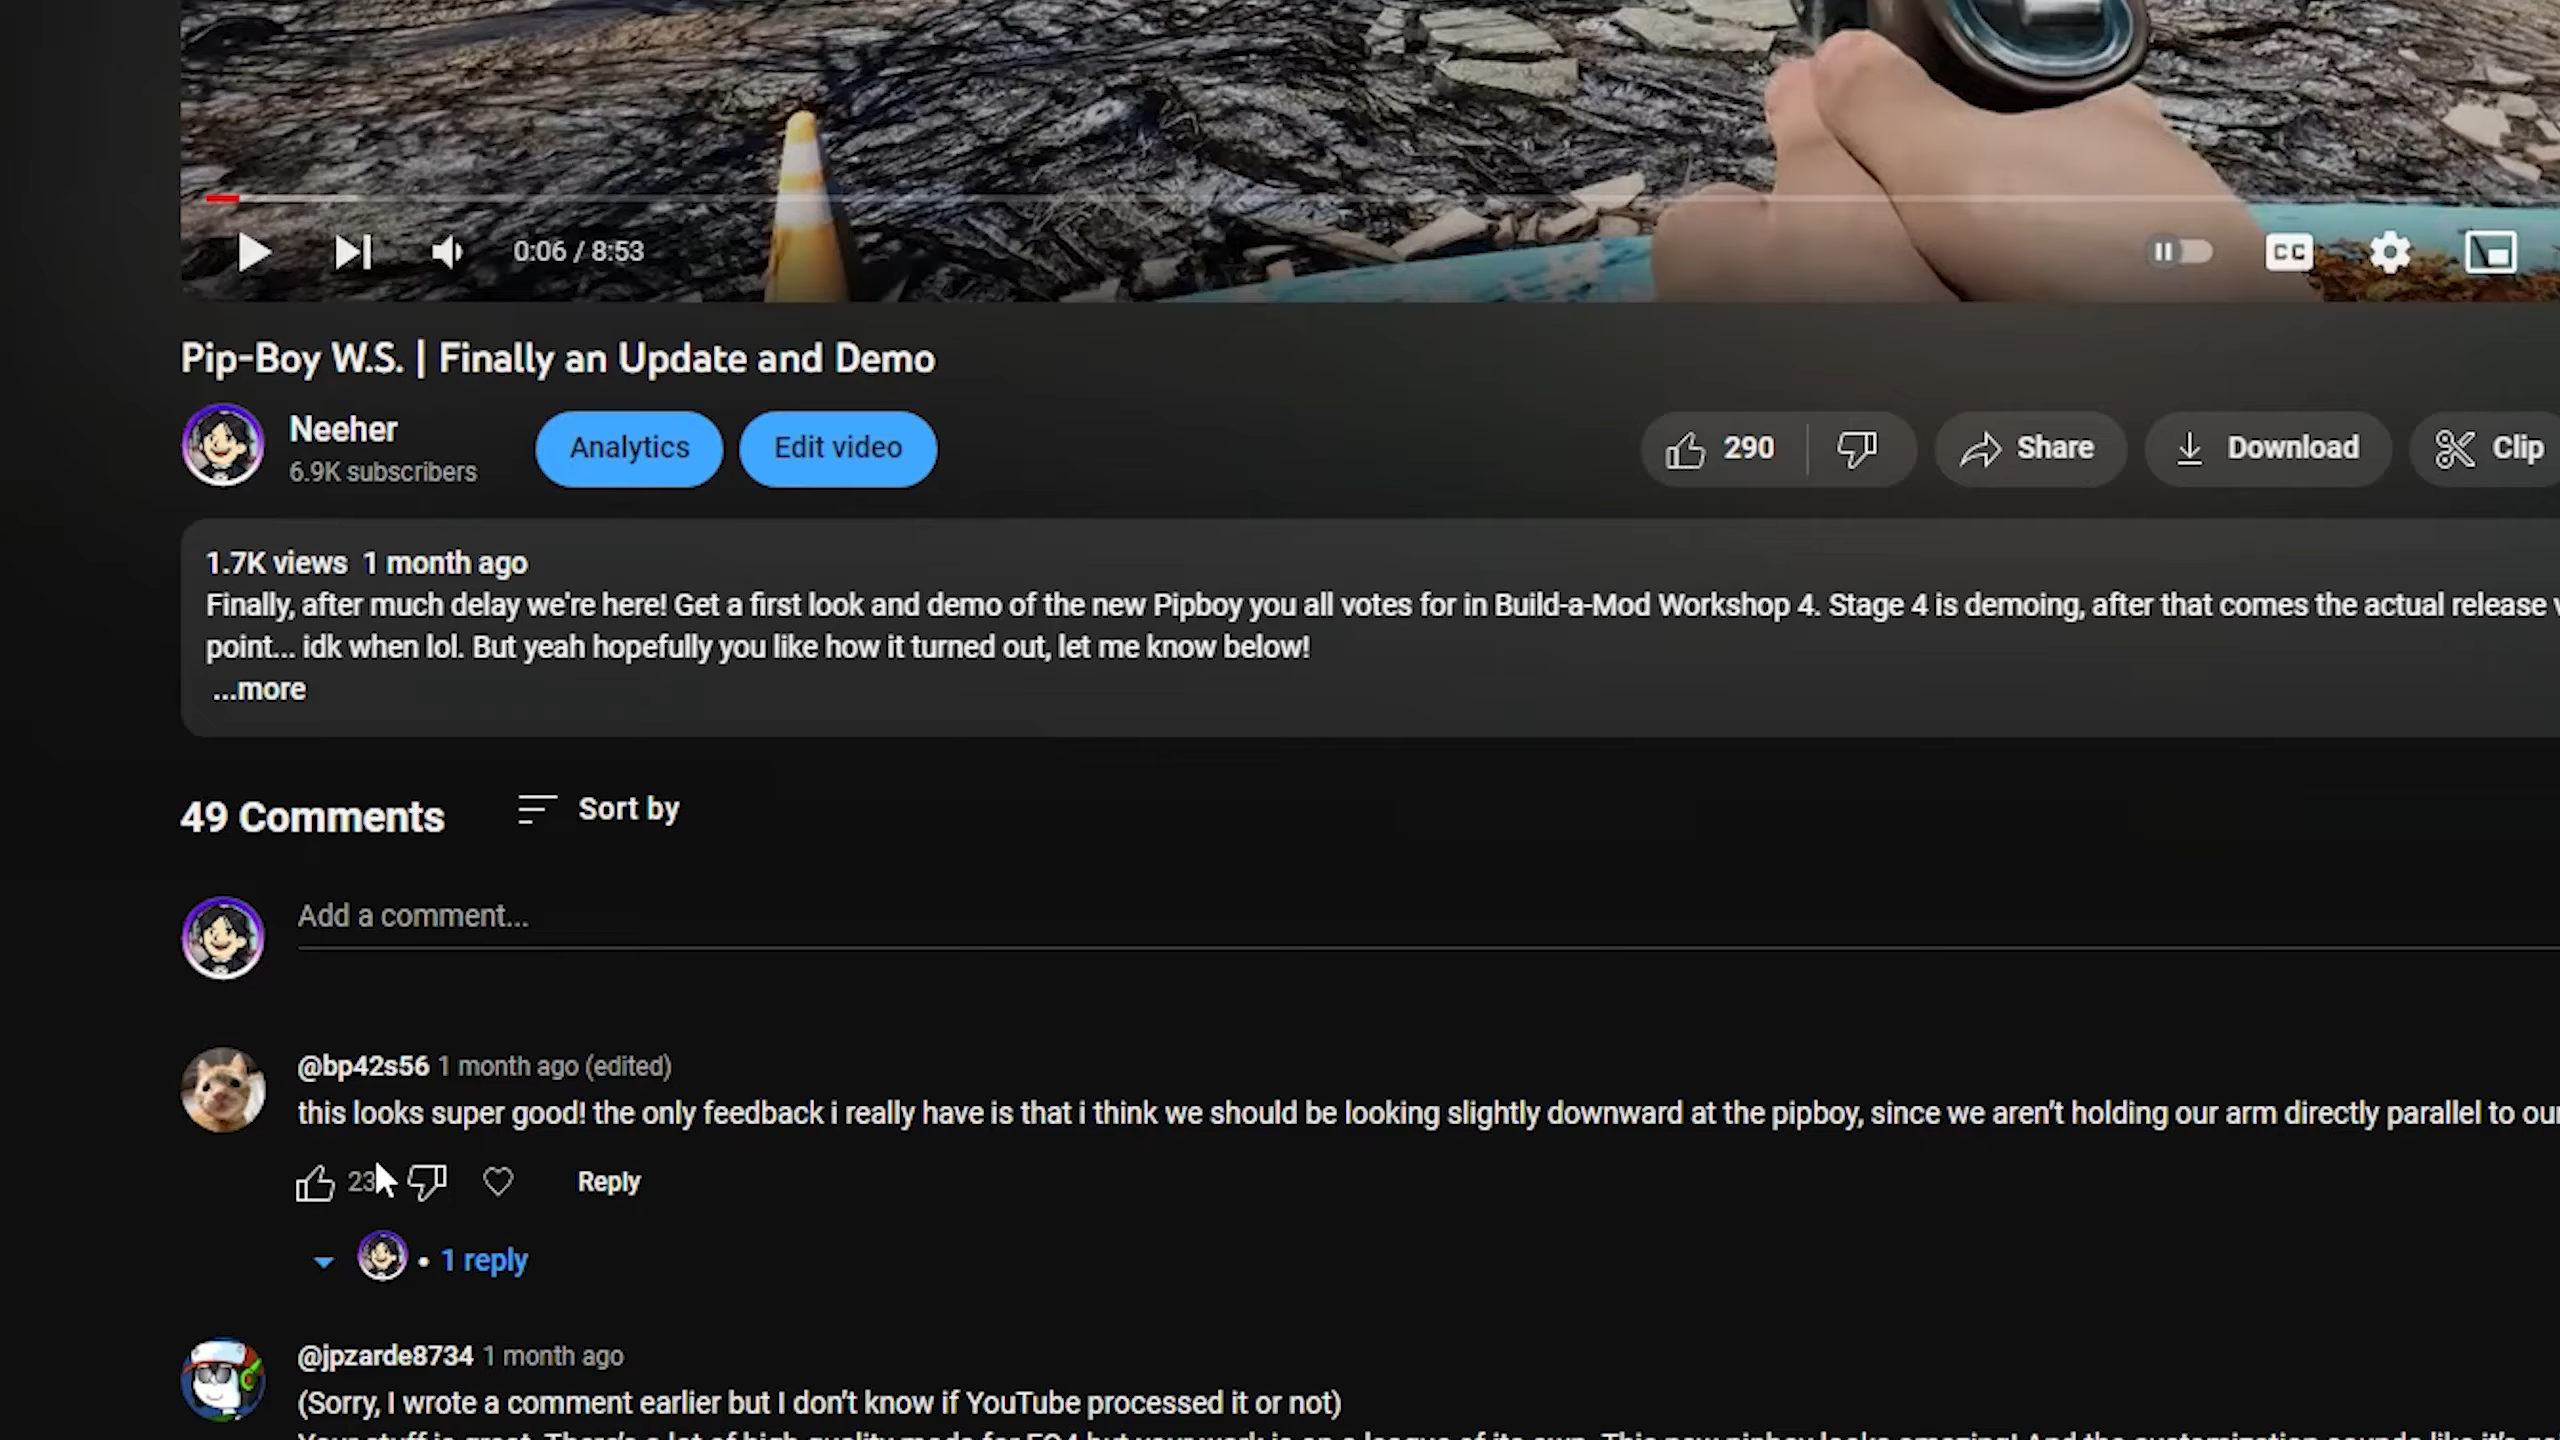 0:06 / 8:53
CC
Pip-Boy W.S. | Finally an Update and Demo
Neeher
6.9K subscribers
Analytics
Edit video
290
Share
Download
Clip
1.7K views 1 month ago
Finally, after much delay we're here! Get a first look and demo of the new Pipboy you all votes for in Build-a-Mod Workshop 4. Stage 4 is demoing, after that comes the actual release
point... idk when lol. But yeah hopefully you like how it turned out, let me know below!
...more
49 Comments
Sort by
Add a comment...
@bp42s56 1 month ago (edited)
this looks super good! the only feedback i really have is that i think we should be looking slightly downward at the pipboy, since we aren't holding our arm directly parallel to our
23
Reply
• 1 reply
@jpzarde8734 1 month ago
(Sorry, I wrote a comment earlier but I don't know if YouTube processed it or not)